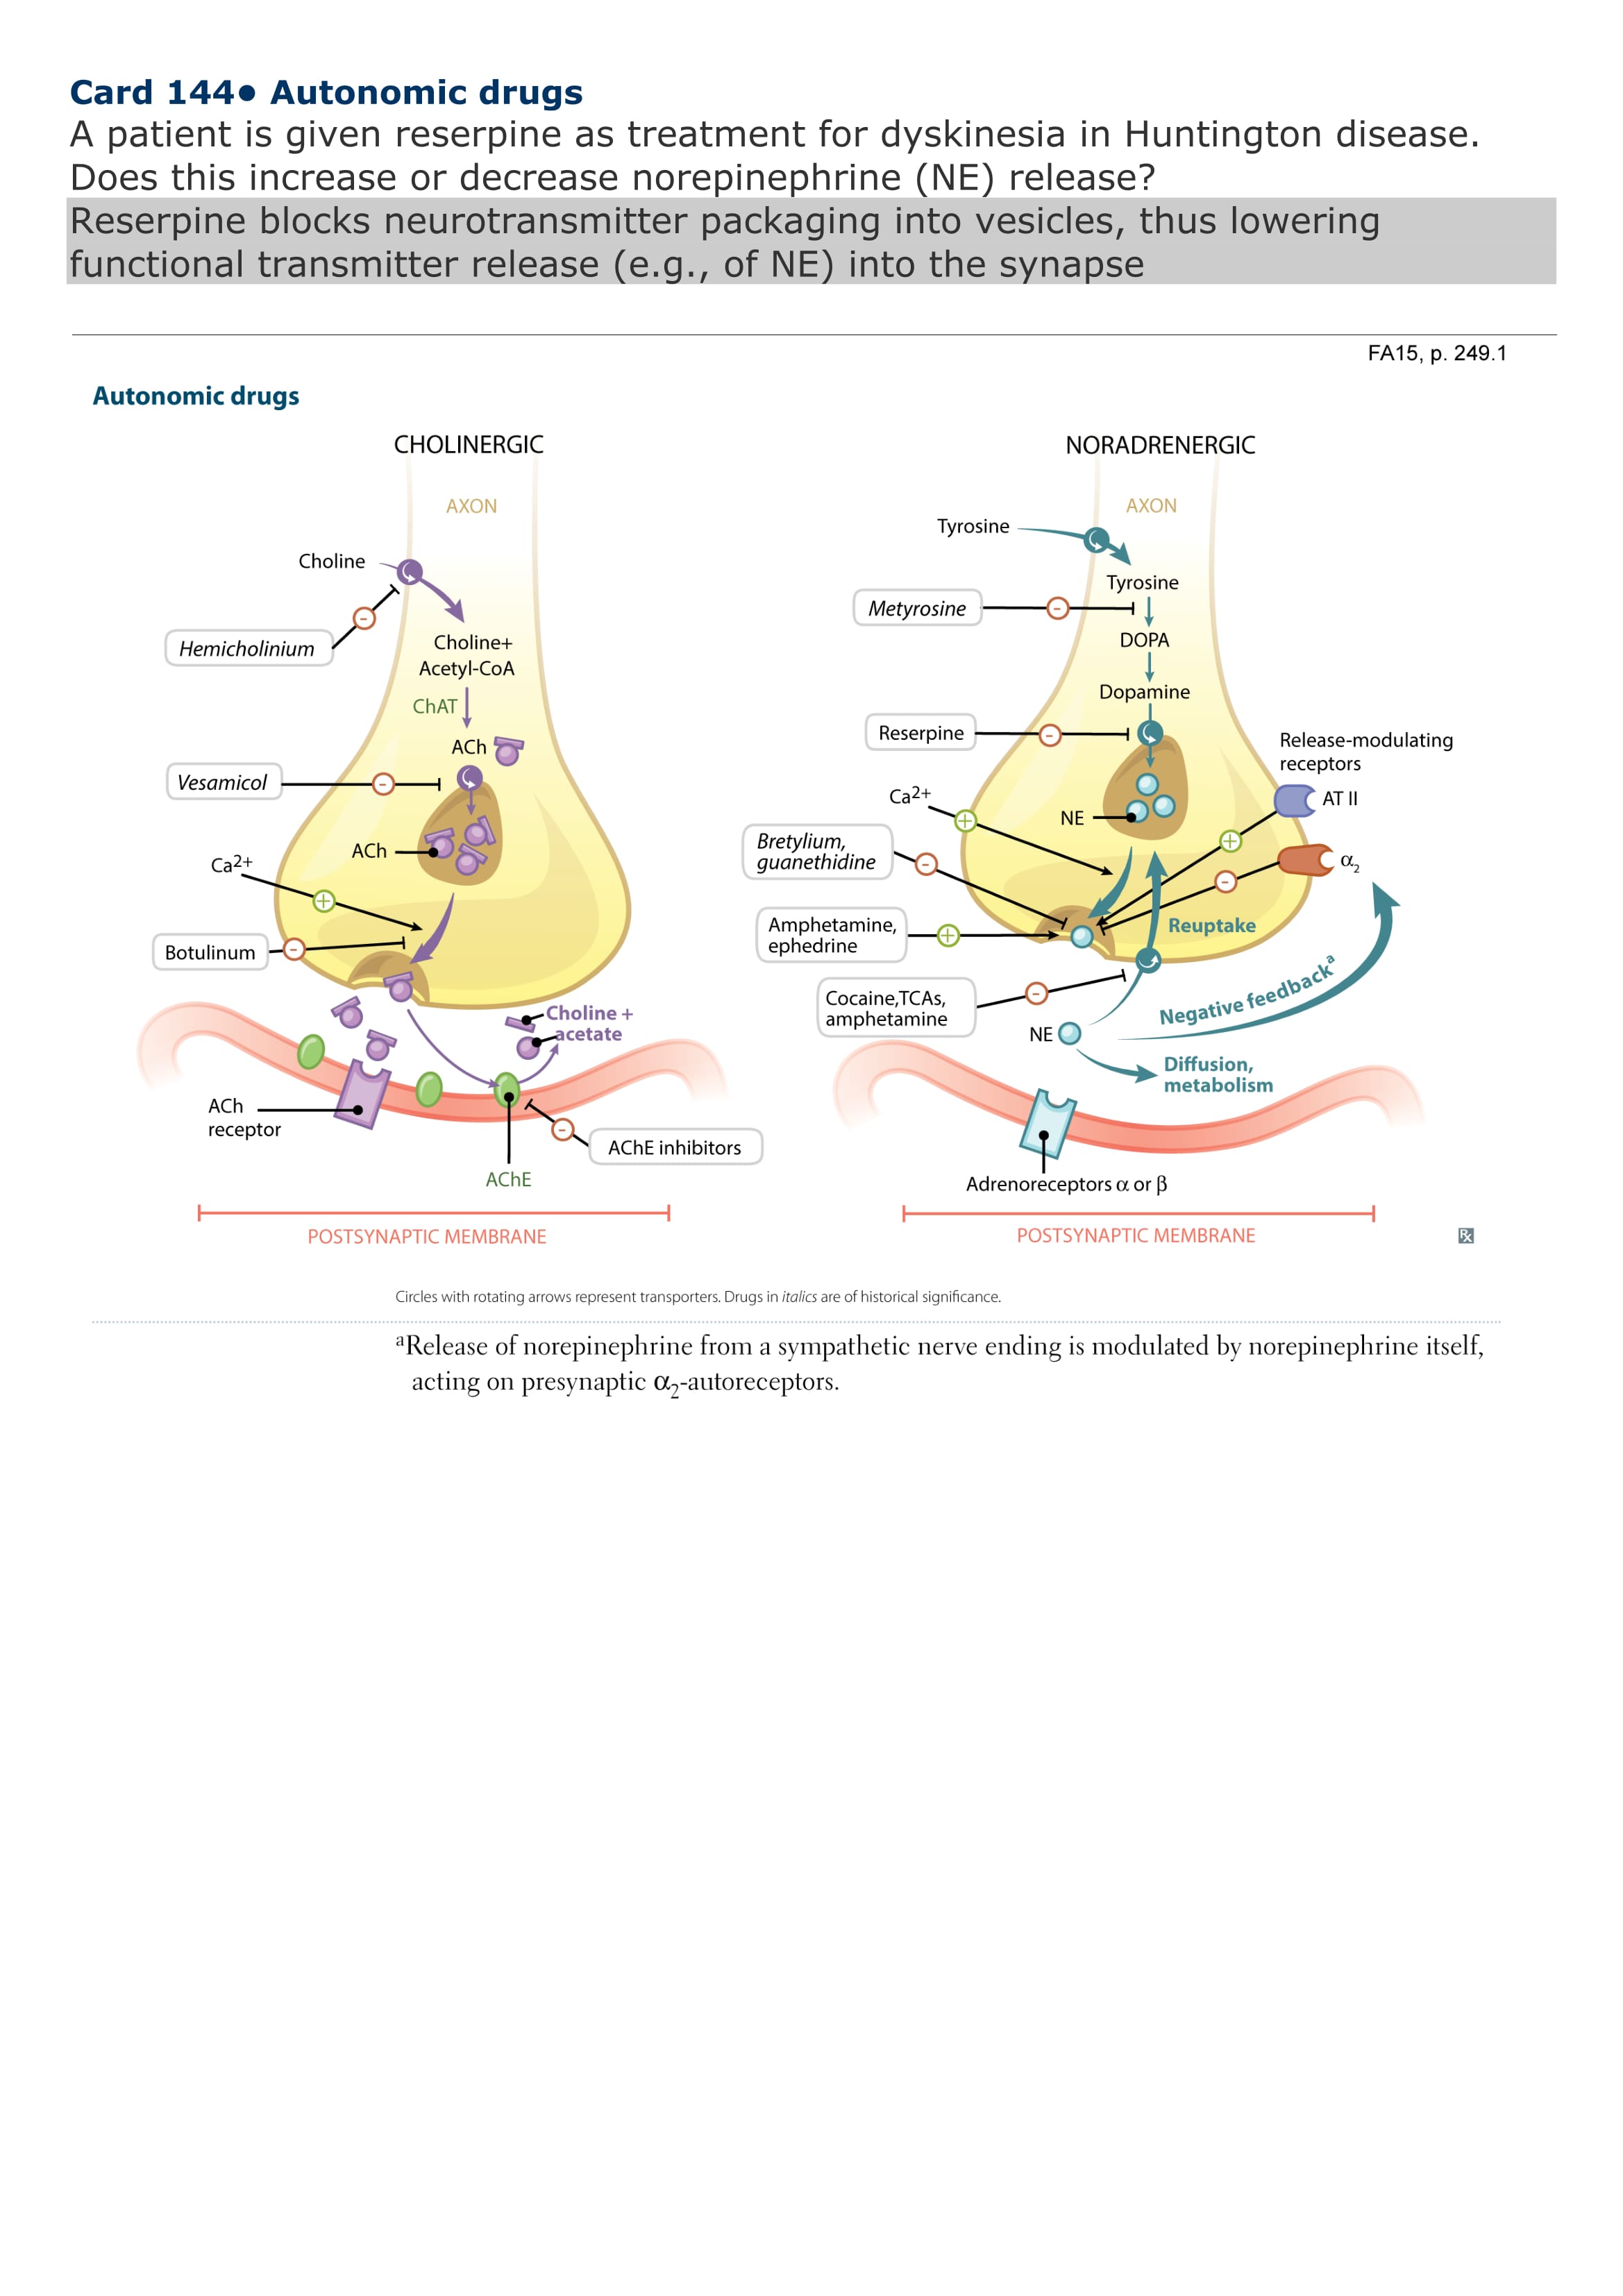 Card 144• Autonomic drugs
A patient is given reserpine as treatment for dyskinesia in Huntington disease.
Does this increase or decrease norepinephrine (NE) release?
Reserpine blocks neurotransmitter packaging into vesicles, thus lowering
functional transmitter release (e.g., of NE) into the synapse
FA15, p. 249.1
Autonomic drugs
CHOLINERGIC
AXON
Choline
-
Hemicholinium
Choline+
Acetyl-CoA
ChAT
ACh
Vesamicol
-
ACh
Ca2+
+
Botulinum
-
Choline +
acetate
ACh
receptor
-
AChE inhibitors
AChE
POSTSYNAPTIC MEMBRANE
NORADRENERGIC
AXON
Tyrosine
Tyrosine
Metyrosine
-
DOPA
Dopamine
Reserpine
-
Release-modulating
receptors
Ca2+
+
NE
AT II
+
Bretylium,
guanethidine
-
α2
-
Amphetamine,
ephedrine
+
Reuptake
Cocaine,TCAs,
amphetamine
-
Negative feedbacka
NE
Diffusion,
metabolism
Adrenoreceptors α or β
POSTSYNAPTIC MEMBRANE
Rx
Circles with rotating arrows represent transporters. Drugs in italics are of historical significance.
aRelease of norepinephrine from a sympathetic nerve ending is modulated by norepinephrine itself,
acting on presynaptic α2-autoreceptors.